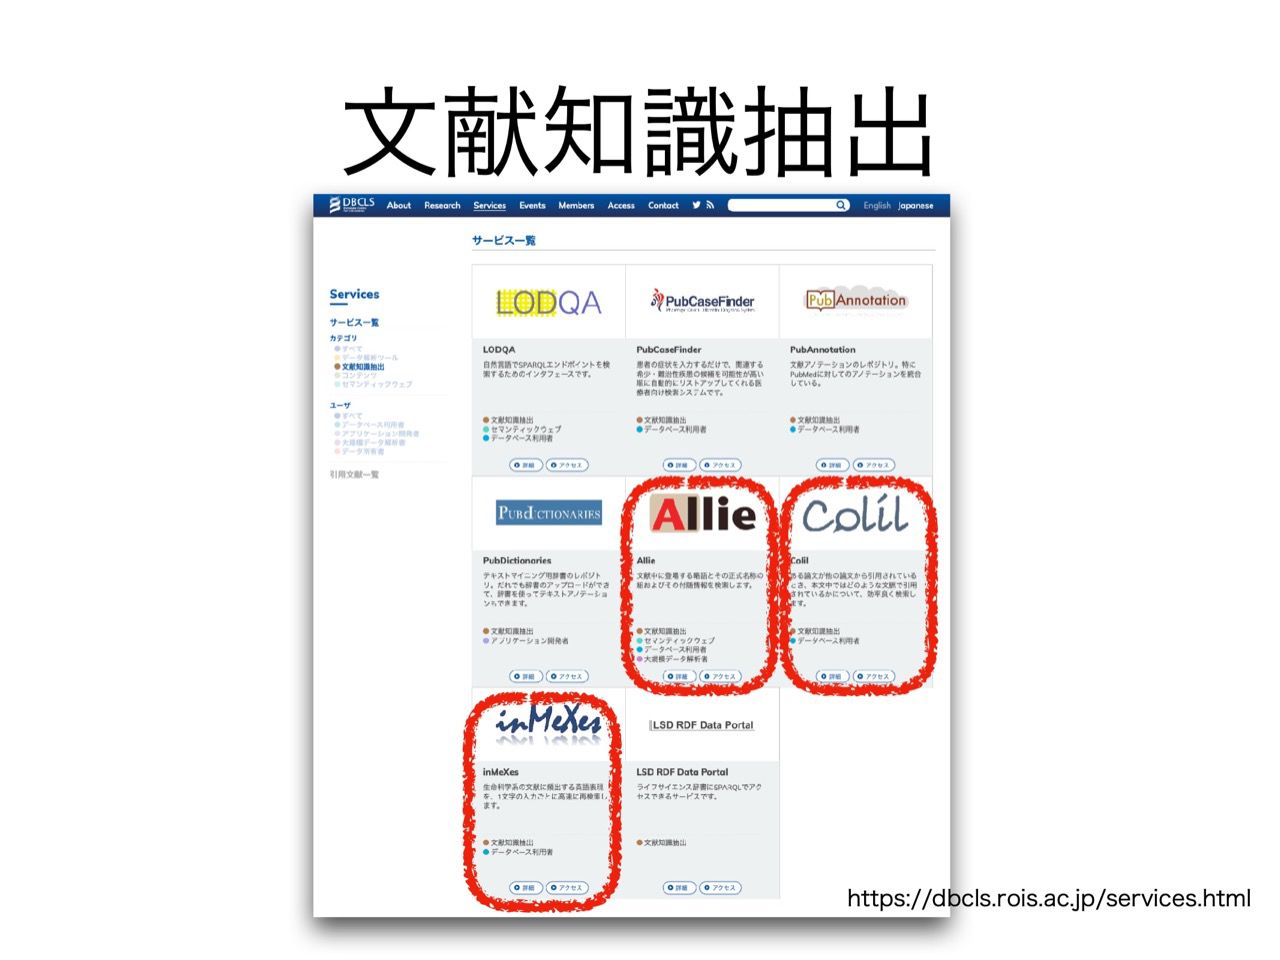 文献知識抽出
DBCLS
About Research Services Events Members Access Contact
English Japanese
サービス一覧
Services
サービス一覧
カテゴリ
すべて
データ解析ツール
文献知識抽出
コンテンツ
セマンティックウェブ
ユーザ
すべて
データベース利用者
アプリケーション開発者
大規模データ解析者
データ所有者
引用文献一覧
LODQA
LODQA
自然言語でSPARQLエンドポイントを検
索するためのインタフェースです。
文献知識抽出
セマンティックウェブ
データベース利用者
詳細 アクセス
PubCaseFinder
PubCaseFinder
患者の症状を入力するだけで、関連する
希少・難治性疾患の候補を可能性が高い
順に自動的にリストアップしてくれる医
療者向け検索システムです。
文献知識抽出
データベース利用者
詳細 アクセス
PubAnnotation
PubAnnotation
文献アノテーションのレポジトリ。特に
PubMedに対してのアノテーションを統合
している。
文献知識抽出
データベース利用者
詳細 アクセス
PubDictionaries
PubDictionaries
テキストマイニング用辞書のレポジト
リ。だれでも辞書のアップロードができ
て、辞書を使ってテキストアノテーショ
ンもできます。
文献知識抽出
アプリケーション開発者
詳細 アクセス
Allie
Allie
文献中に登場する略語とその正式名称の
組およびその付随情報を検索します。
文献知識抽出
セマンティックウェブ
データベース利用者
大規模データ解析者
詳細 アクセス
Colil
Colil
ある論文が他の論文から引用されている
とき、本文中ではどのような文脈で引用
されているかについて、効率良く検索し
ます。
文献知識抽出
データベース利用者
詳細 アクセス
inMeXes
inMeXes
生命科学系の文献に頻出する英語表現
を、1文字の入力ごとに高速に再検索し
ます。
文献知識抽出
データベース利用者
詳細 アクセス
LSD RDF Data Portal
LSD RDF Data Portal
ライフサイエンス辞書にSPARQLでアク
セスできるサービスです。
文献知識抽出
詳細 アクセス
https://dbcls.rois.ac.jp/services.html